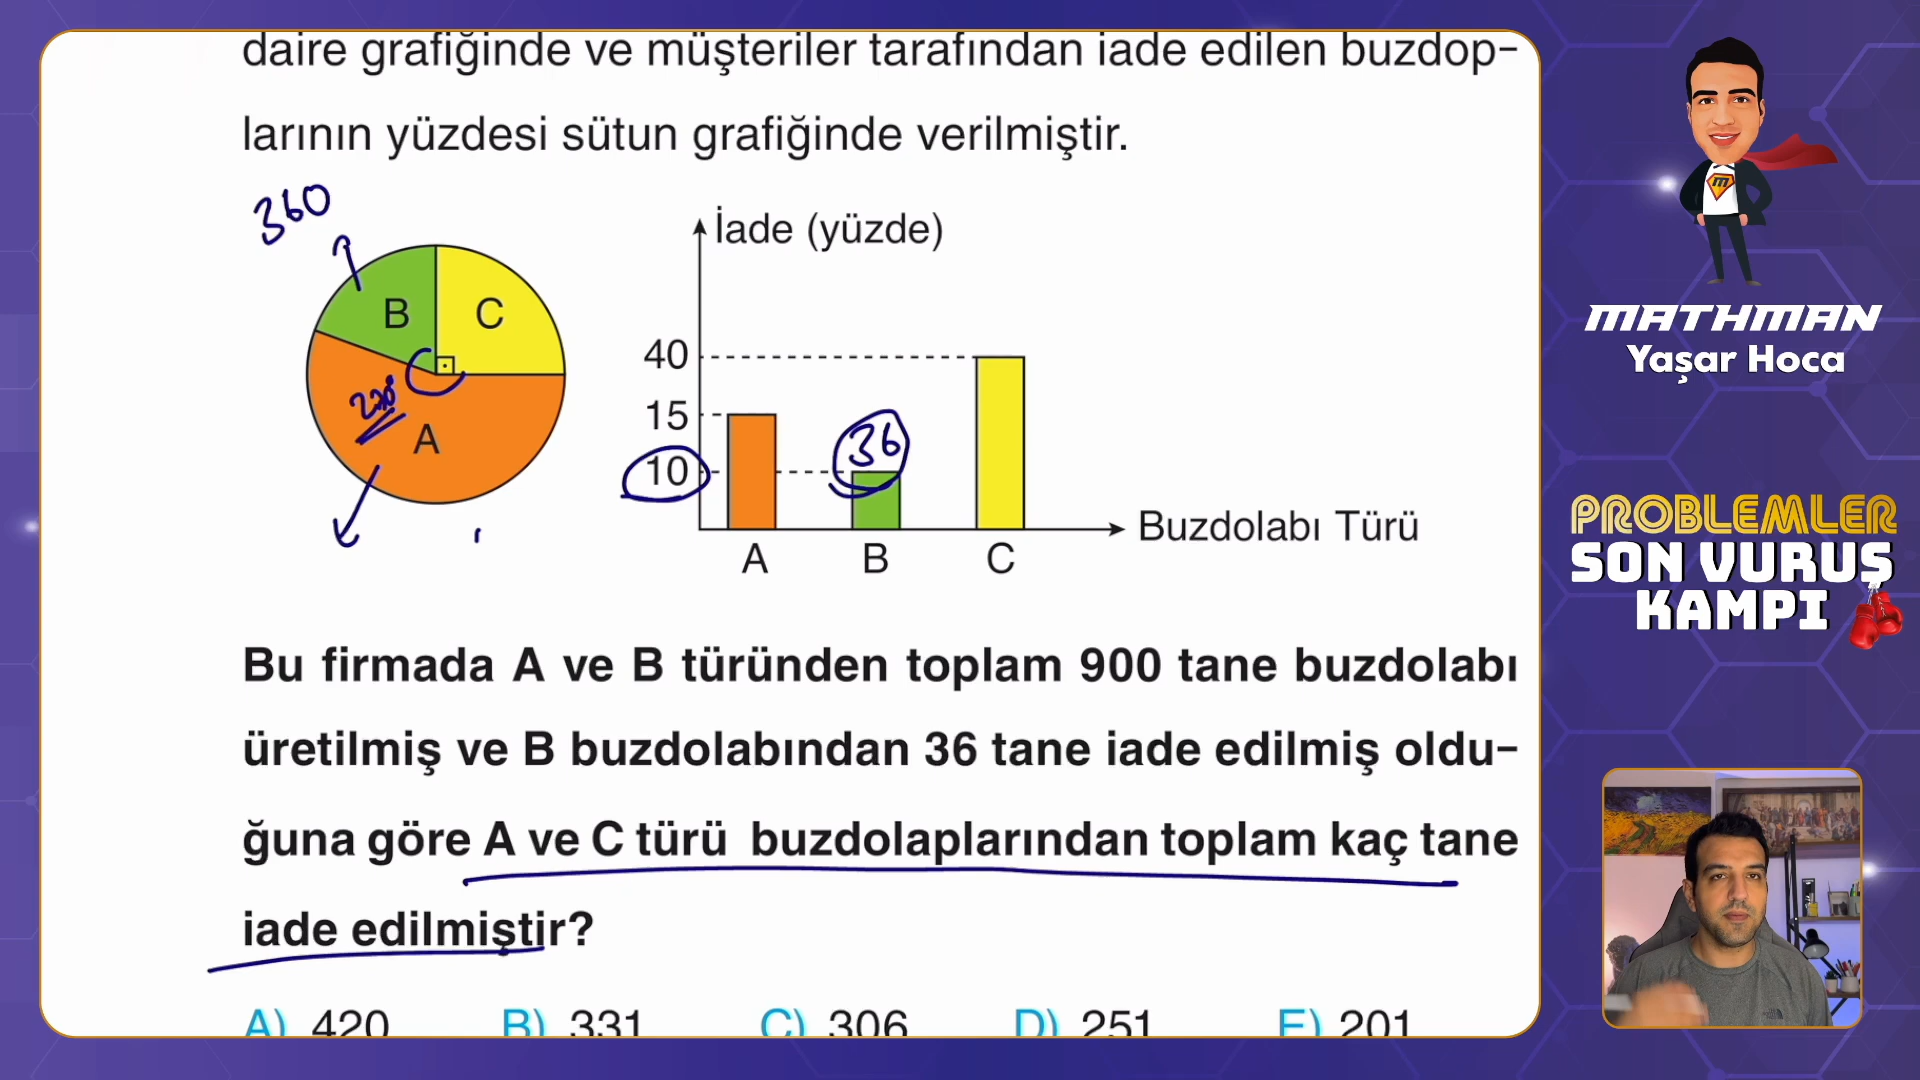 daire grafiğinde ve müşteriler tarafından iade edilen buzdop-
larının yüzdesi sütun grafiğinde verilmiştir.
360
B
C
A
İade (yüzde)
40
15
10
36
A
B
C
Buzdolabı Türü
Bu firmada A ve B türünden toplam 900 tane buzdolabı
üretilmiş ve B buzdolabından 36 tane iade edilmiş oldu-
ğuna göre A ve C türü buzdolaplarından toplam kaç tane
iade edilmiştir?
A) 420 B) 331 C) 306 D) 251 E) 201
m
MATHMAN
Yaşar Hoca
PROBLEMLER
SON VURUŞ
KAMPI